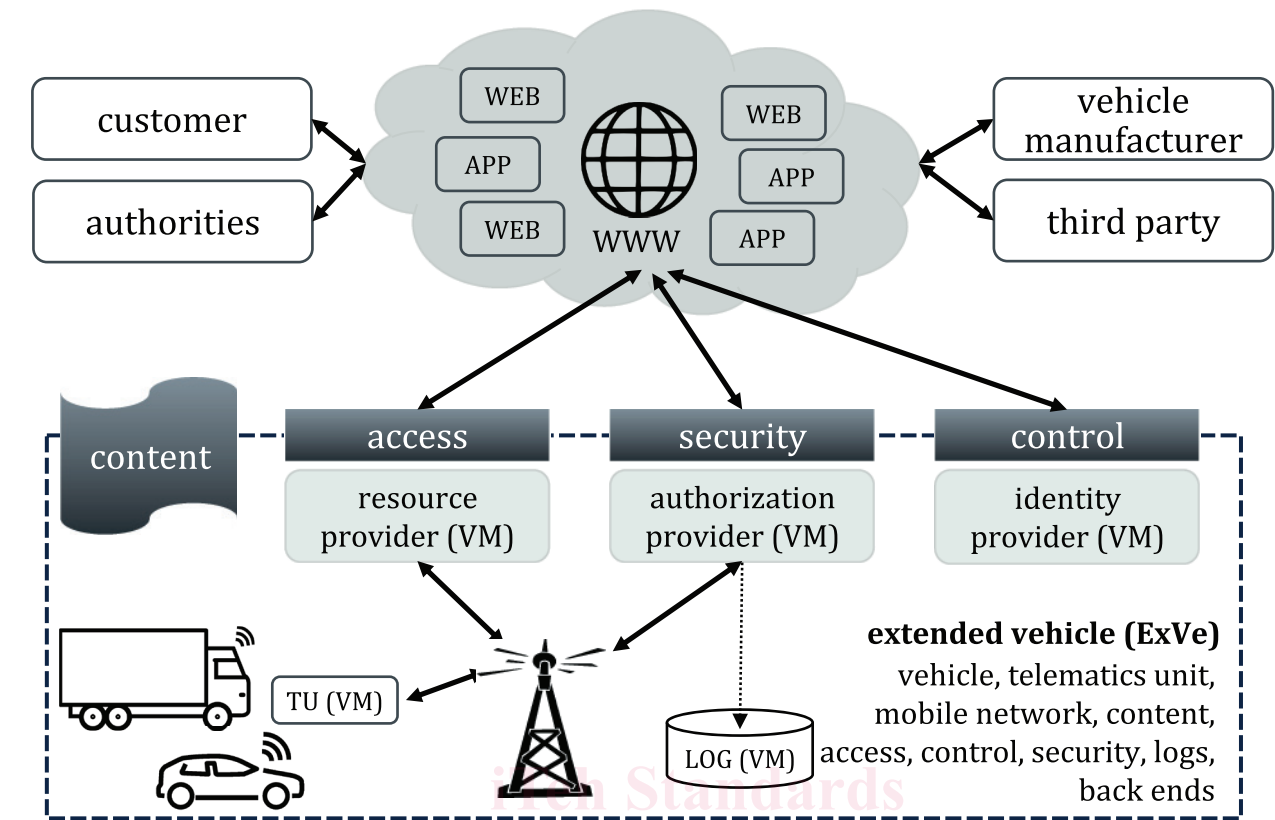 customer
authorities
WEB
APP
WEB
WWW
WEB
APP
APP
vehicle
manufacturer
third party
content
access
security
control
resource
provider (VM)
authorization
provider (VM)
identity
provider (VM)
TU (VM)
LOG (VM)
extended vehicle (ExVe)
vehicle, telematics unit,
mobile network, content,
access, control, security, logs,
back ends
iTeh Standards